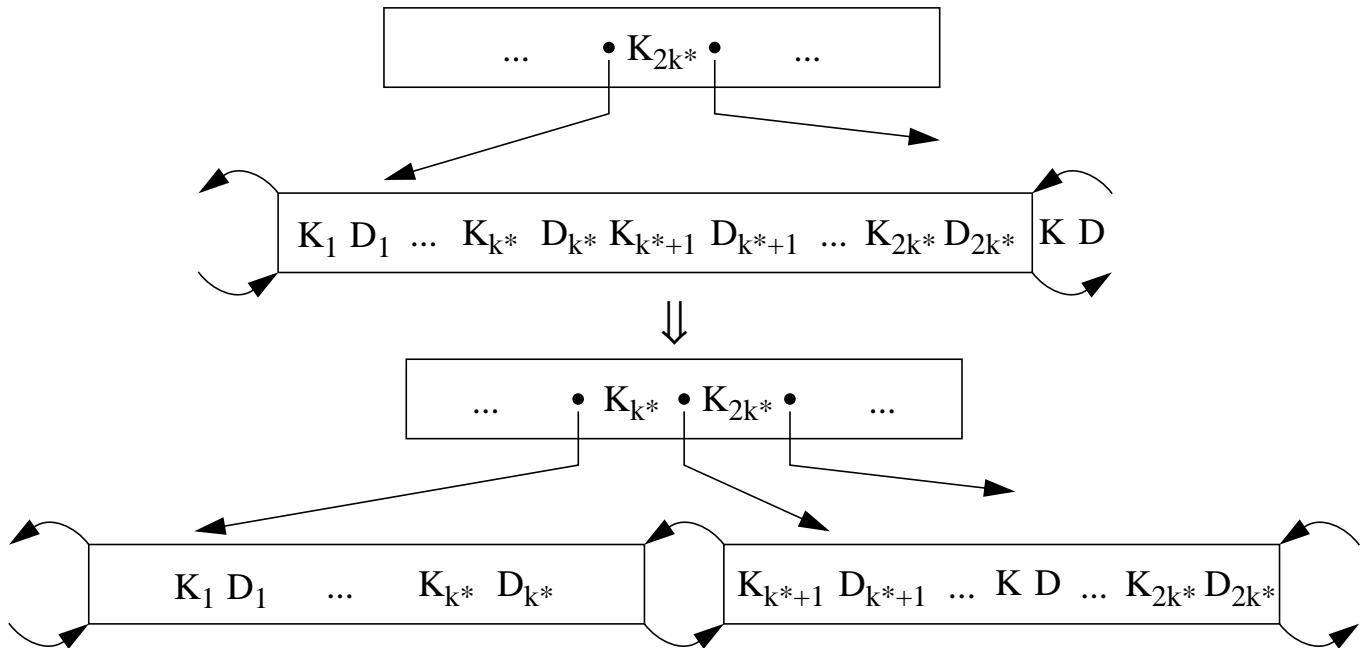 ... • K₂ₖ* • ...
K₁ D₁ ... Kₖ* Dₖ* Kₖ*₊₁ Dₖ*₊₁ ... K₂ₖ* D₂ₖ* K D
⇓
... • Kₖ* • K₂ₖ* • ...
K₁ D₁ ... Kₖ* Dₖ* Kₖ*₊₁ Dₖ*₊₁ ... K D ... K₂ₖ* D₂ₖ*